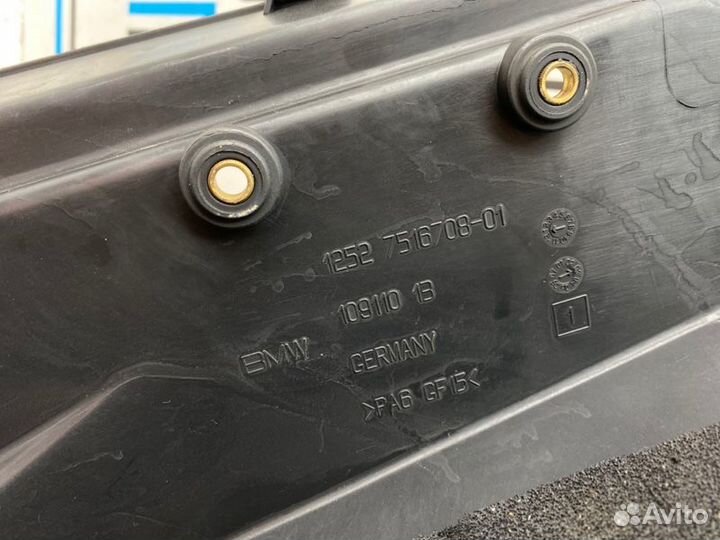 1252 7516708-01
109110 13
BMW GERMANY
>PA6 GF15<
1
Avito